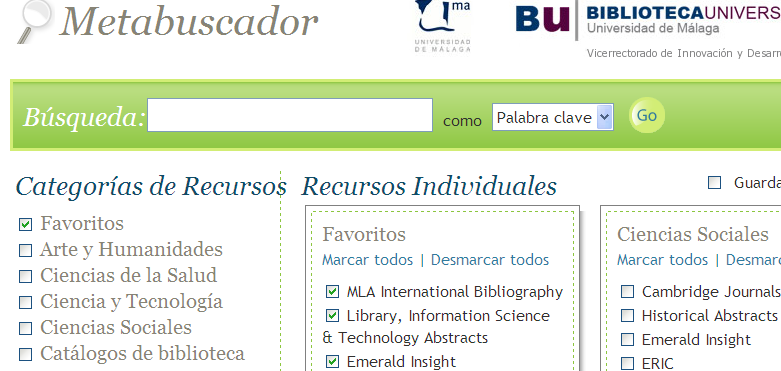 Metabuscador
ma
UNIVERSIDAD
DE MÁLAGA
Bu
BIBLIOTECAUNIVERS
Universidad de Málaga
Vicerrectorado de Innovación y Desarr
Búsqueda:
como
Palabra clave
Go
Categorías de Recursos
Favoritos
Arte y Humanidades
Ciencias de la Salud
Ciencia y Tecnología
Ciencias Sociales
Catálogos de biblioteca
Recursos Individuales
Guarda
Favoritos
Marcar todos | Desmarcar todos
MLA International Bibliography
Library, Information Science
& Technology Abstracts
Emerald Insight
Ciencias Sociales
Marcar todos | Desmarc
Cambridge Journals
Historical Abstracts
Emerald Insight
ERIC